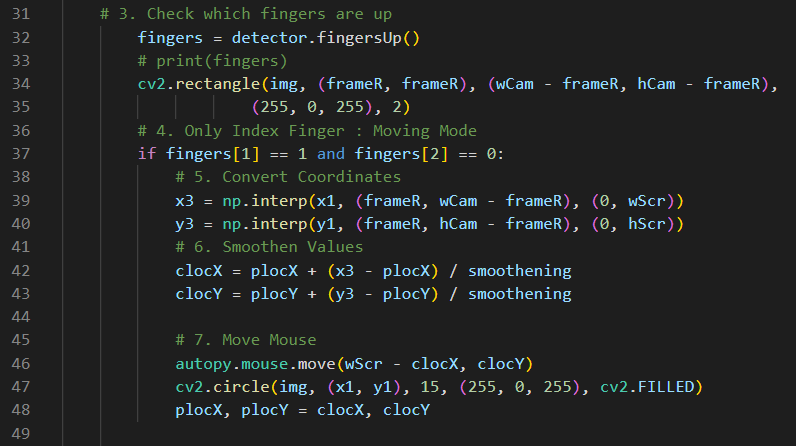 31 # 3. Check which fingers are up
32 fingers = detector.fingersUp()
33 # print(fingers)
34 cv2.rectangle(img, (frameR, frameR), (wCam - frameR, hCam - frameR),
35 (255, 0, 255), 2)
36 # 4. Only Index Finger : Moving Mode
37 if fingers[1] == 1 and fingers[2] == 0:
38 # 5. Convert Coordinates
39 x3 = np.interp(x1, (frameR, wCam - frameR), (0, wScr))
40 y3 = np.interp(y1, (frameR, hCam - frameR), (0, hScr))
41 # 6. Smoothen Values
42 clocX = plocX + (x3 - plocX) / smoothening
43 clocY = plocY + (y3 - plocY) / smoothening
44
45 # 7. Move Mouse
46 autopy.mouse.move(wScr - clocX, clocY)
47 cv2.circle(img, (x1, y1), 15, (255, 0, 255), cv2.FILLED)
48 plocX, plocY = clocX, clocY
49